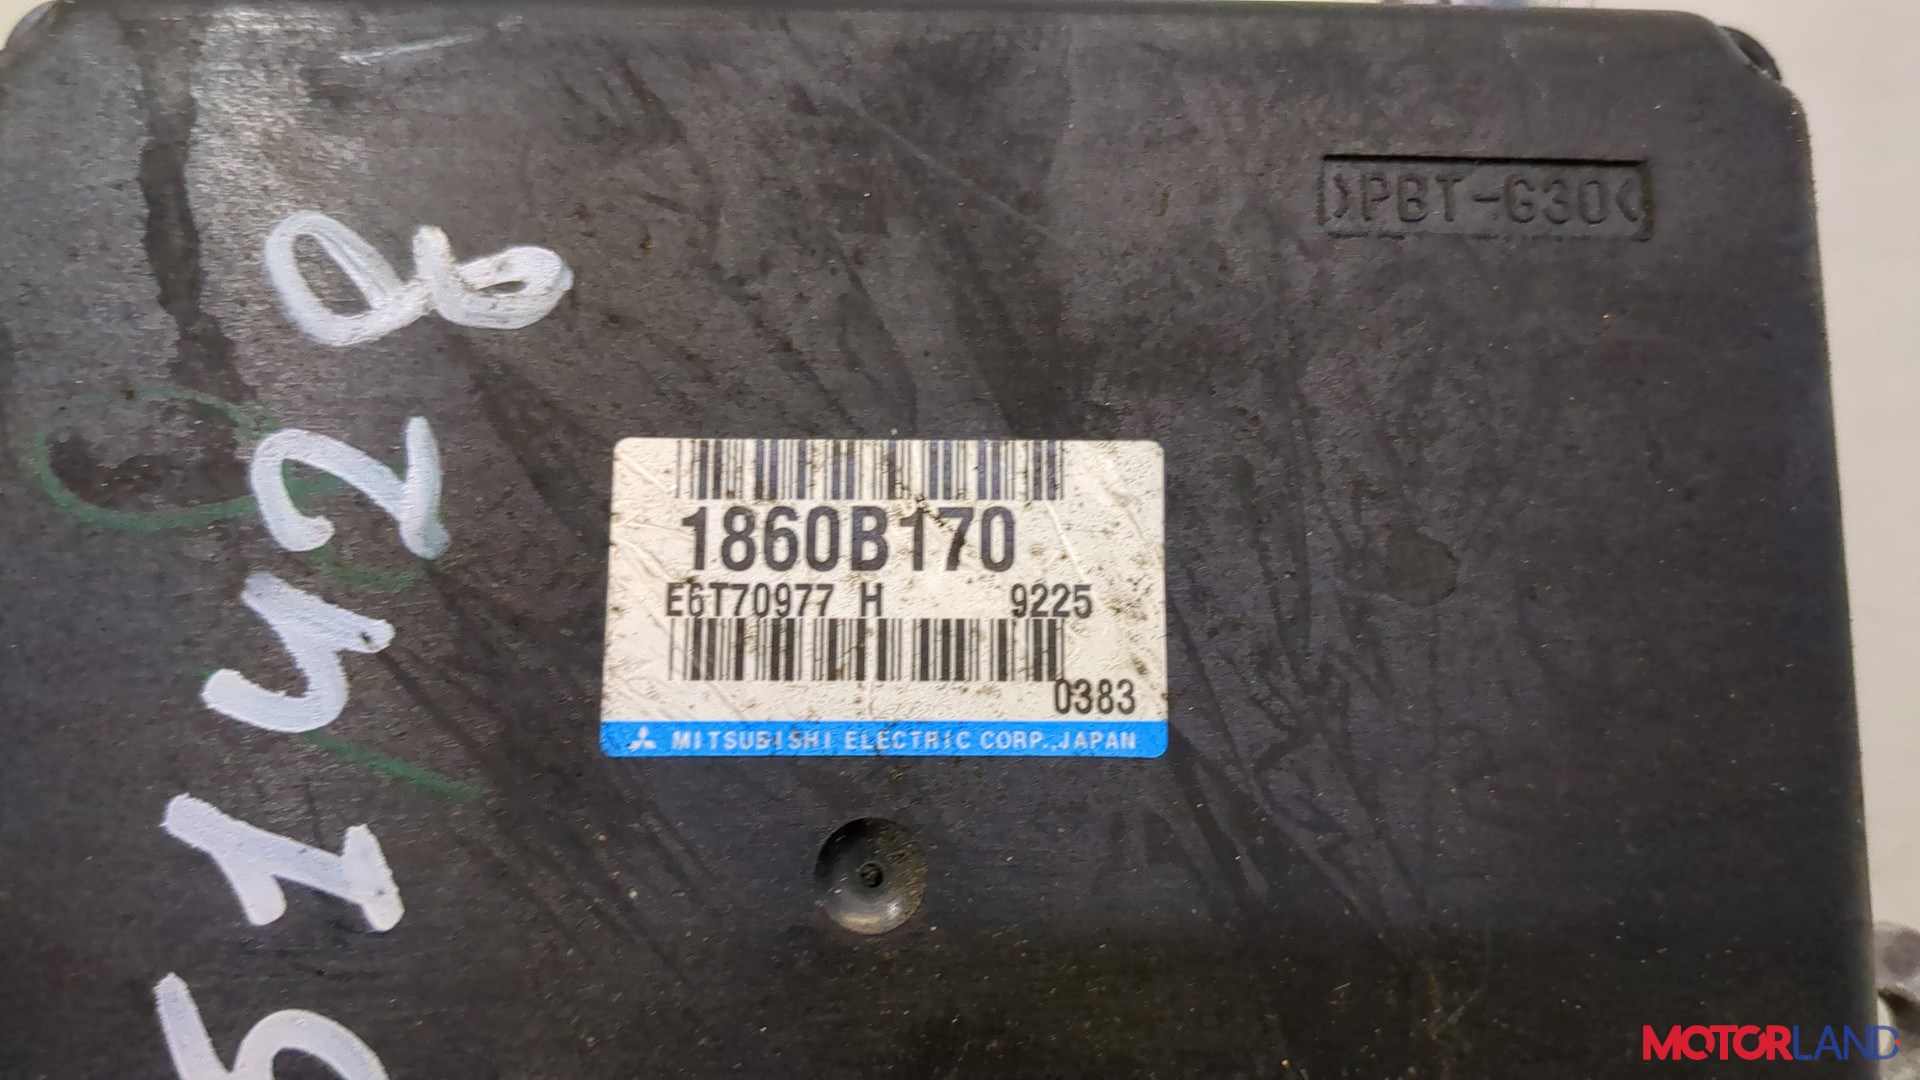 >PBT-G30<
1860B170
E6T70977 H 9225
0383
MITSUBISHI ELECTRIC CORP.,JAPAN
MOTORLAND